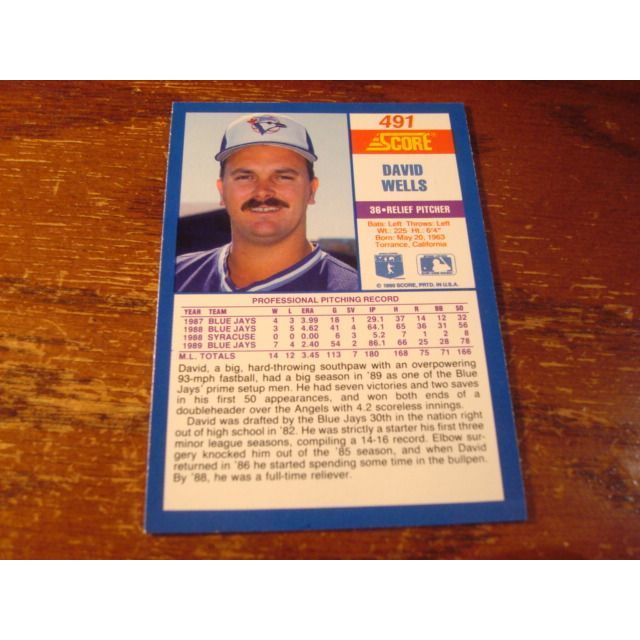 491
SCORE
DAVID
WELLS
36•RELIEF PITCHER
Bats: Left Throws: Left
Wt.: 225 Ht.: 6'4"
Born: May 20, 1963
Torrance, California
© 1990 SCORE, PRTD. IN U.S.A.
PROFESSIONAL PITCHING RECORD
YEAR TEAM W L ERA G SV IP H R BB SO
1987 BLUE JAYS 4 3 3.99 18 1 29.1 37 14 12 32
1988 BLUE JAYS 3 5 4.62 41 4 64.1 65 36 31 56
1988 SYRACUSE 0 0 0.00 6 3 5.2 7 1 2 8
1989 BLUE JAYS 7 4 2.40 54 2 86.1 66 25 28 78
M.L. TOTALS 14 12 3.45 113 7 180 168 75 71 166
David, a big, hard-throwing southpaw with an overpowering
93-mph fastball, had a big season in '89 as one of the Blue
Jays' prime setup men. He had seven victories and two saves
in his first 50 appearances, and won both ends of a
doubleheader over the Angels with 4.2 scoreless innings.
David was drafted by the Blue Jays 30th in the nation right
out of high school in '82. He was strictly a starter his first three
minor league seasons, compiling a 14-16 record. Elbow sur-
gery knocked him out of the '85 season, and when David
returned in '86 he started spending some time in the bullpen.
By '88, he was a full-time reliever.